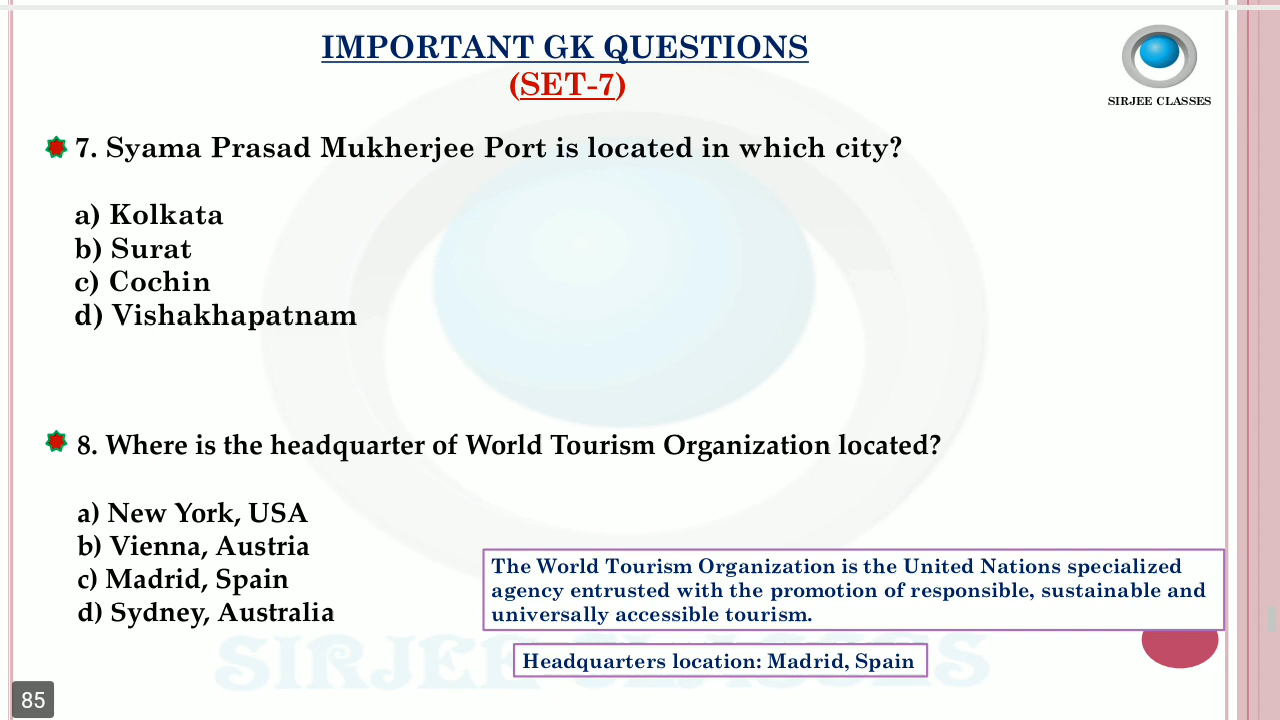 IMPORTANT GK QUESTIONS
(SET-7)
SIRJEE CLASSES
7. Syama Prasad Mukherjee Port is located in which city?
a) Kolkata
b) Surat
c) Cochin
d) Vishakhapatnam
8. Where is the headquarter of World Tourism Organization located?
a) New York, USA
b) Vienna, Austria
c) Madrid, Spain
d) Sydney, Australia
The World Tourism Organization is the United Nations specialized
agency entrusted with the promotion of responsible, sustainable and
universally accessible tourism.
Headquarters location: Madrid, Spain
SIRJEE CLASSES
85